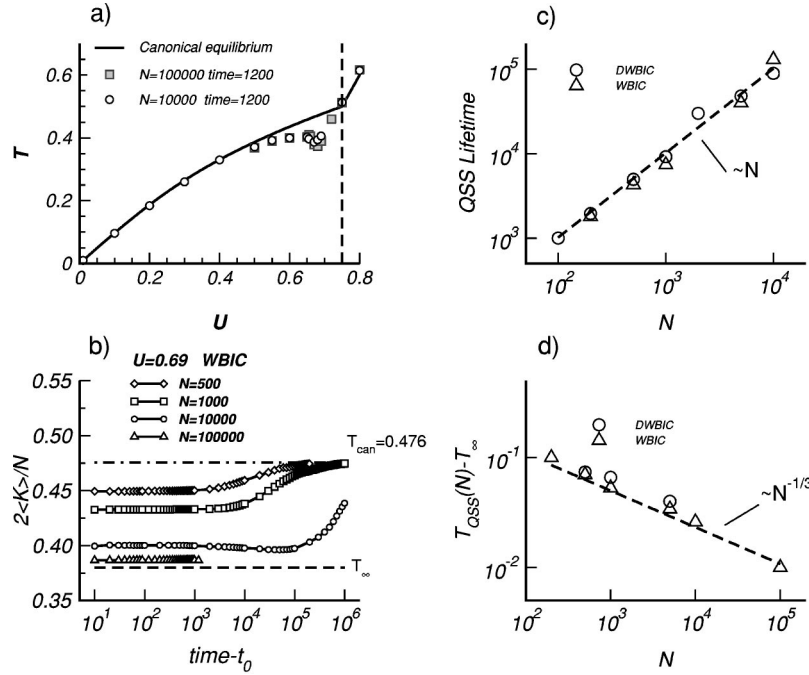 a)
T
Canonical equilibrium
N=100000 time=1200
N=10000 time=1200
0.6
0.4
0.2
0
0.0 0.2 0.4 0.6 0.8
U
b)
U=0.69 WBIC
N=500
N=1000
N=10000
N=100000
2<K>/N
0.55
0.50
0.45
0.40
0.35
T_can=0.476
T_∞
10^1 10^2 10^3 10^4 10^5 10^6
time-t_0
c)
QSS Lifetime
10^5
10^4
10^3
DWBIC
WBIC
~N
10^2 10^3 10^4
N
d)
T_QSS(N)-T_∞
10^-1
10^-2
DWBIC
WBIC
~N^-1/3
10^2 10^3 10^4 10^5
N